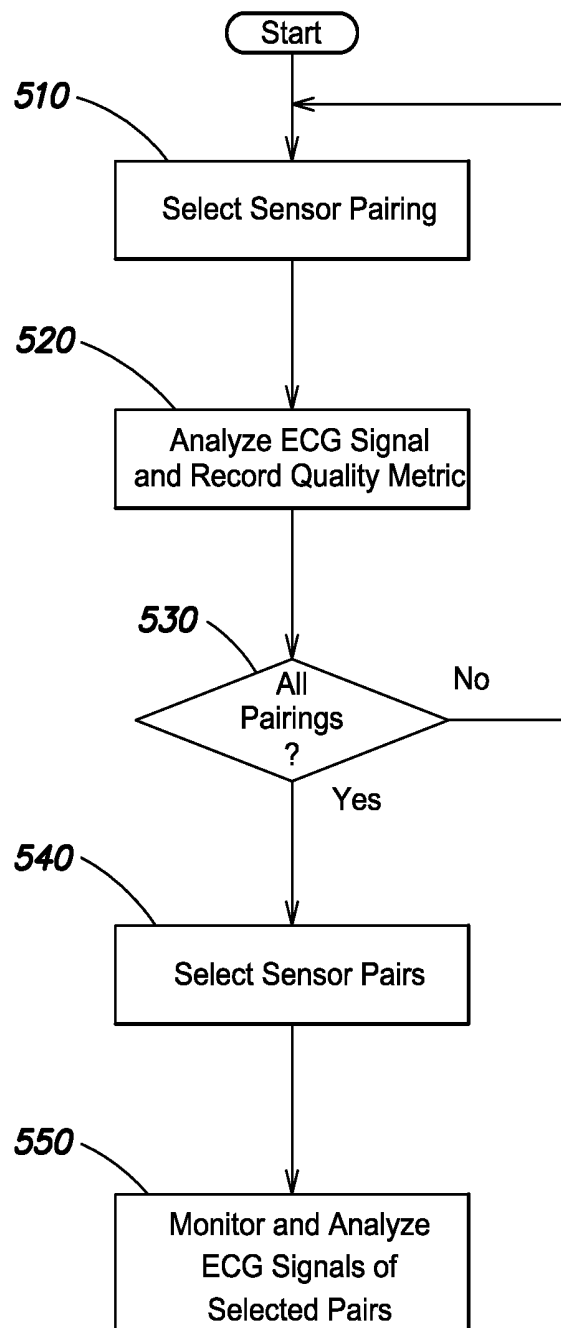 Start
510
Select Sensor Pairing
520
Analyze ECG Signal
and Record Quality Metric
530
All
Pairings
?
No
Yes
540
Select Sensor Pairs
550
Monitor and Analyze
ECG Signals of
Selected Pairs